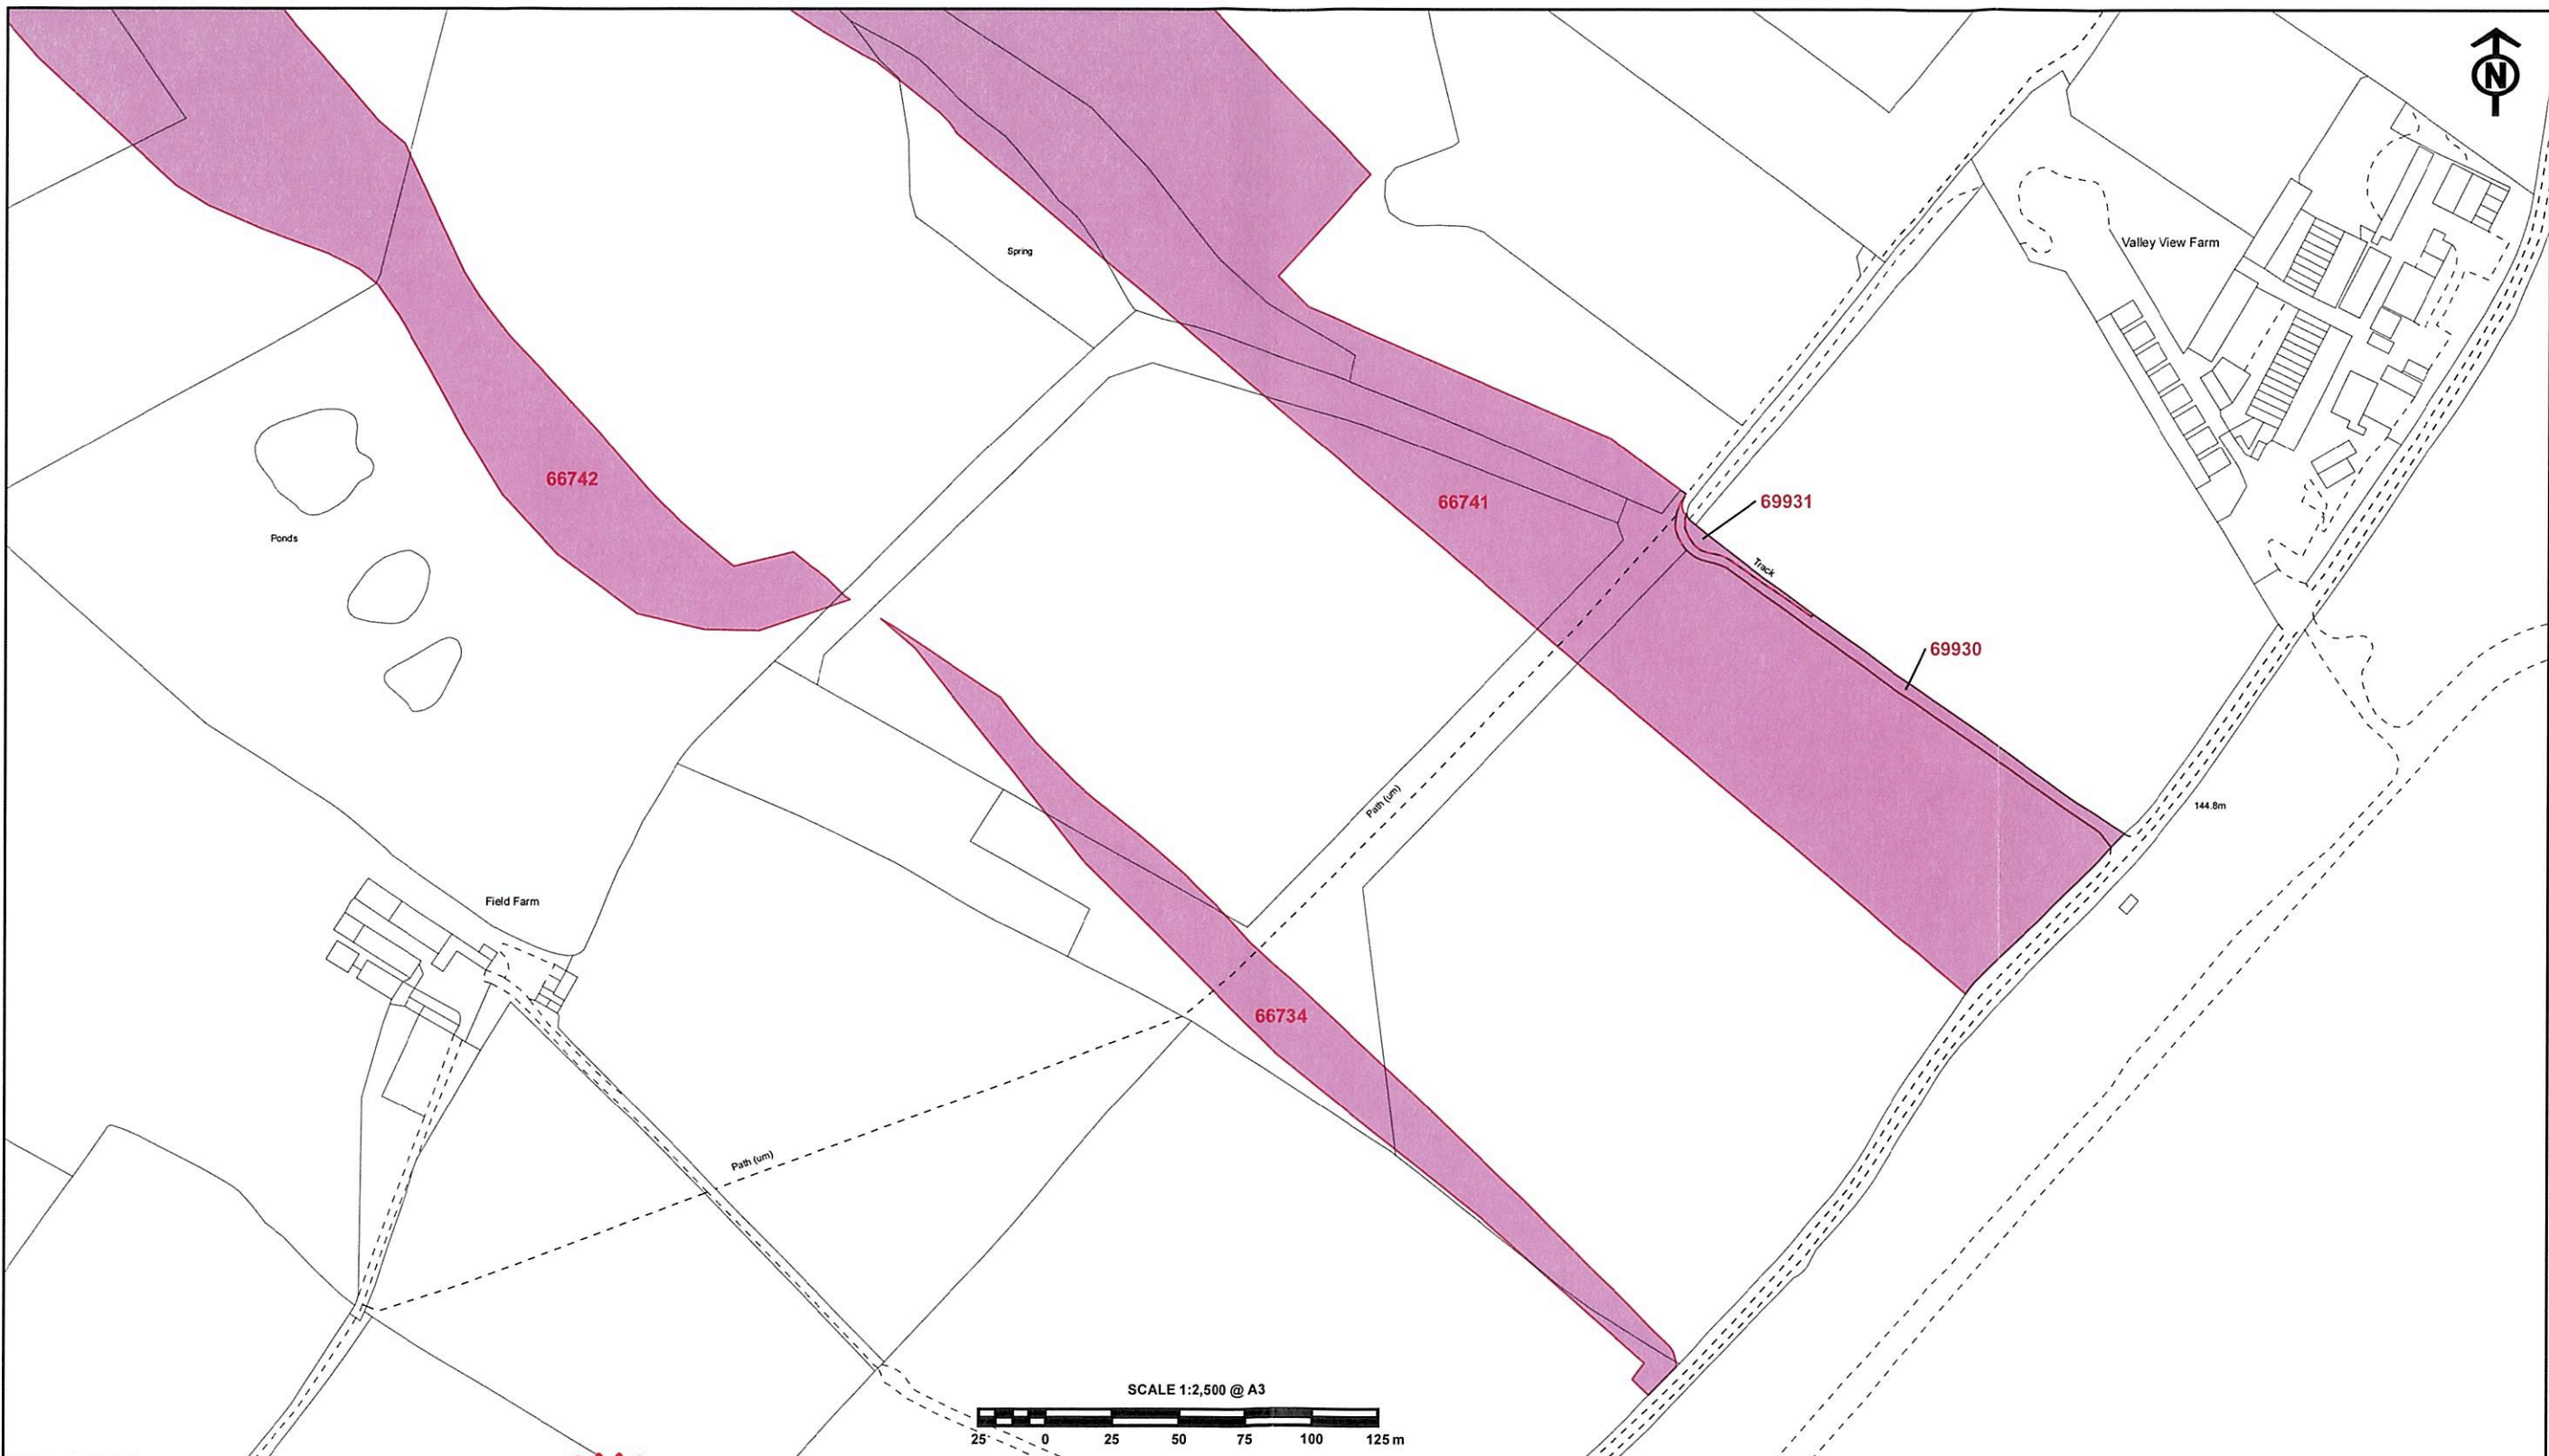 N
Valley View Farm
Spring
66742
66741
69931
Ponds
Track
69930
Path (um)
144.8m
Field Farm
66734
Path (um)
SCALE 1:2,500 @ A3
25 0 25 50 75 100 125 m